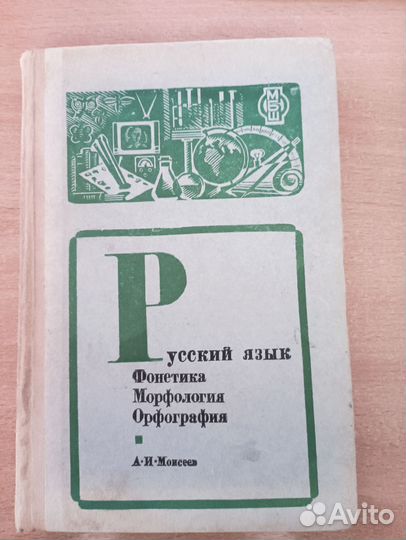 МВШ
Русский язык
Фонетика
Морфология
Орфография
А·И·Моисеев
Avito